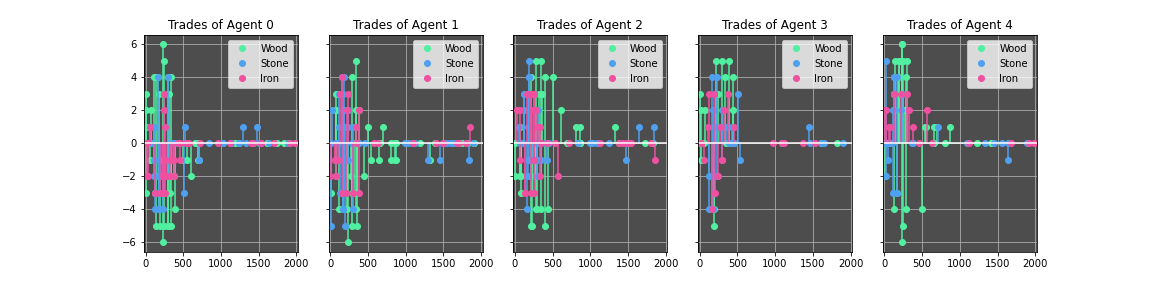 Trades of Agent 0
Trades of Agent 1
Trades of Agent 2
Trades of Agent 3
Trades of Agent 4
6
4
2
0
−2
−4
−6
Wood
Stone
Iron
Wood
Stone
Iron
Wood
Stone
Iron
Wood
Stone
Iron
Wood
Stone
Iron
0 500 1000 1500 2000
0 500 1000 1500 2000
0 500 1000 1500 2000
0 500 1000 1500 2000
0 500 1000 1500 2000